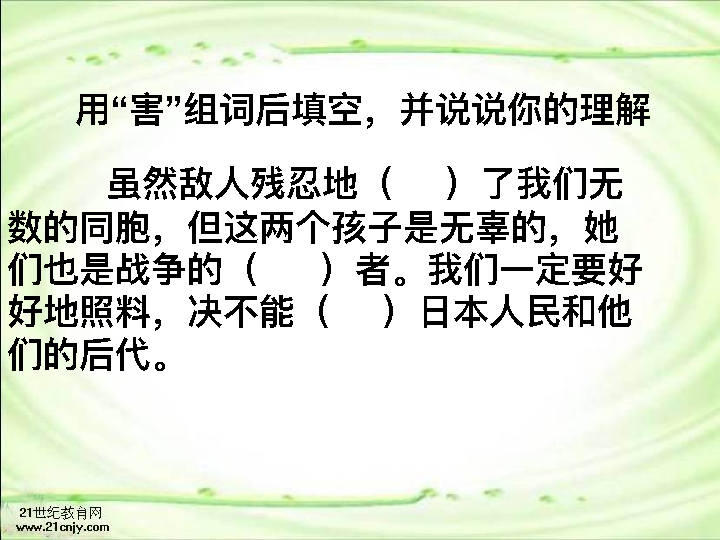 用“害”组词后填空，并说说你的理解
虽然敌人残忍地（ ）了我们无
数的同胞，但这两个孩子是无辜的，她
们也是战争的（ ）者。我们一定要好
好地照料，决不能（ ）日本人民和他
们的后代。
21世纪教育网
www.21cnjy.com